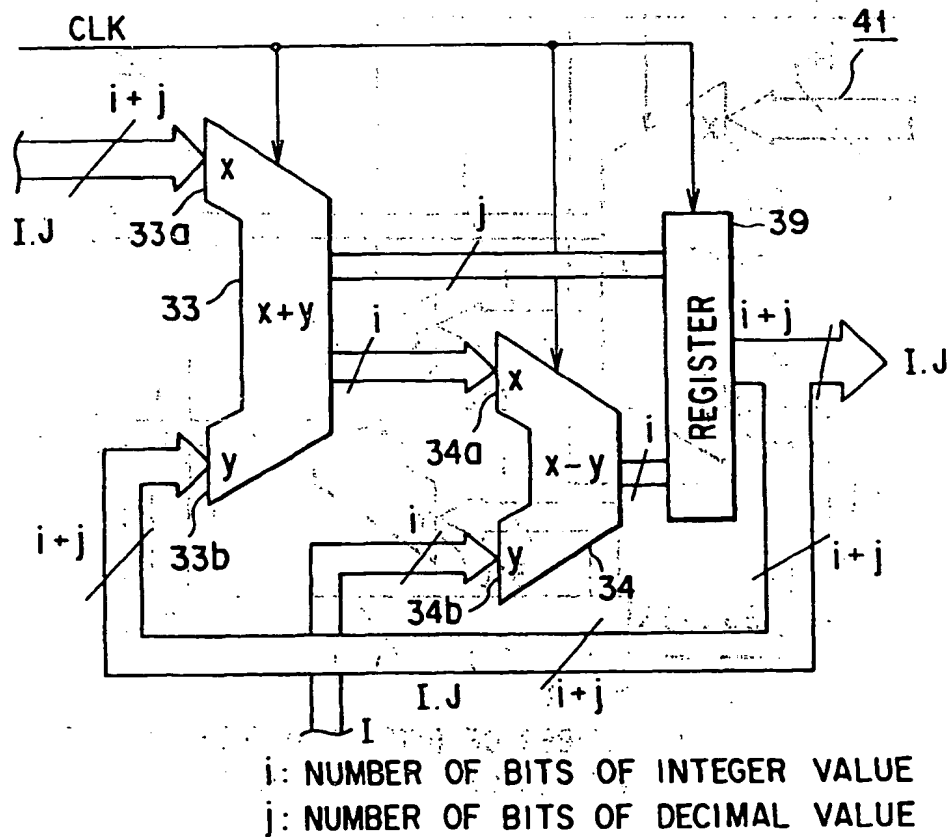 CLK
41
i + j
x
I.J
33a
33
x+y
j
i
39
REGISTER
i+j
I.J
x
34a
x-y
i
y
33b
i+j
i
y
34b
34
i+j
I.J
i+j
I
i: NUMBER OF BITS OF INTEGER VALUE
j: NUMBER OF BITS OF DECIMAL VALUE